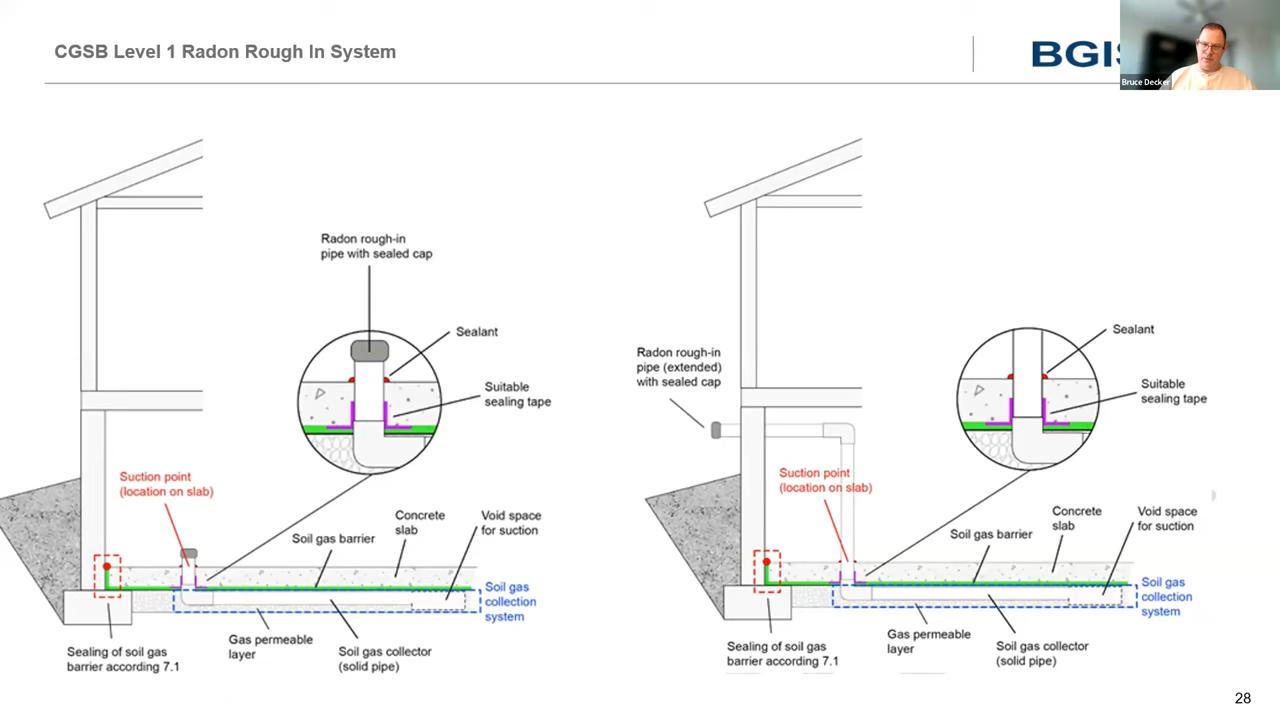 CGSB Level 1 Radon Rough In System
BGIS
Bruce Decker
Radon rough-in
pipe with sealed cap
Sealant
Suitable
sealing tape
Suction point
(location on slab)
Concrete
slab
Void space
for suction
Soil gas barrier
Soil gas
collection
system
Gas permeable
layer
Soil gas collector
(solid pipe)
Sealing of soil gas
barrier according 7.1
Radon rough-in
pipe (extended)
with sealed cap
Sealant
Suitable
sealing tape
Suction point
(location on slab)
Concrete
slab
Void space
for suction
Soil gas barrier
Soil gas
collection
system
Gas permeable
layer
Soil gas collector
(solid pipe)
Sealing of soil gas
barrier according 7.1
28